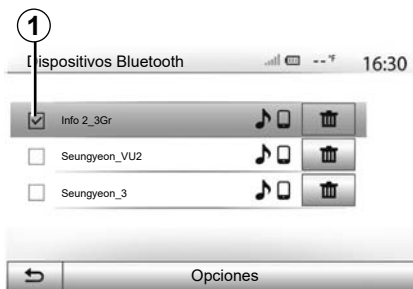 1
Dispositivos Bluetooth --°F 16:30
Info 2_3Gr
Seungyeon_VU2
Seungyeon_3
Opciones